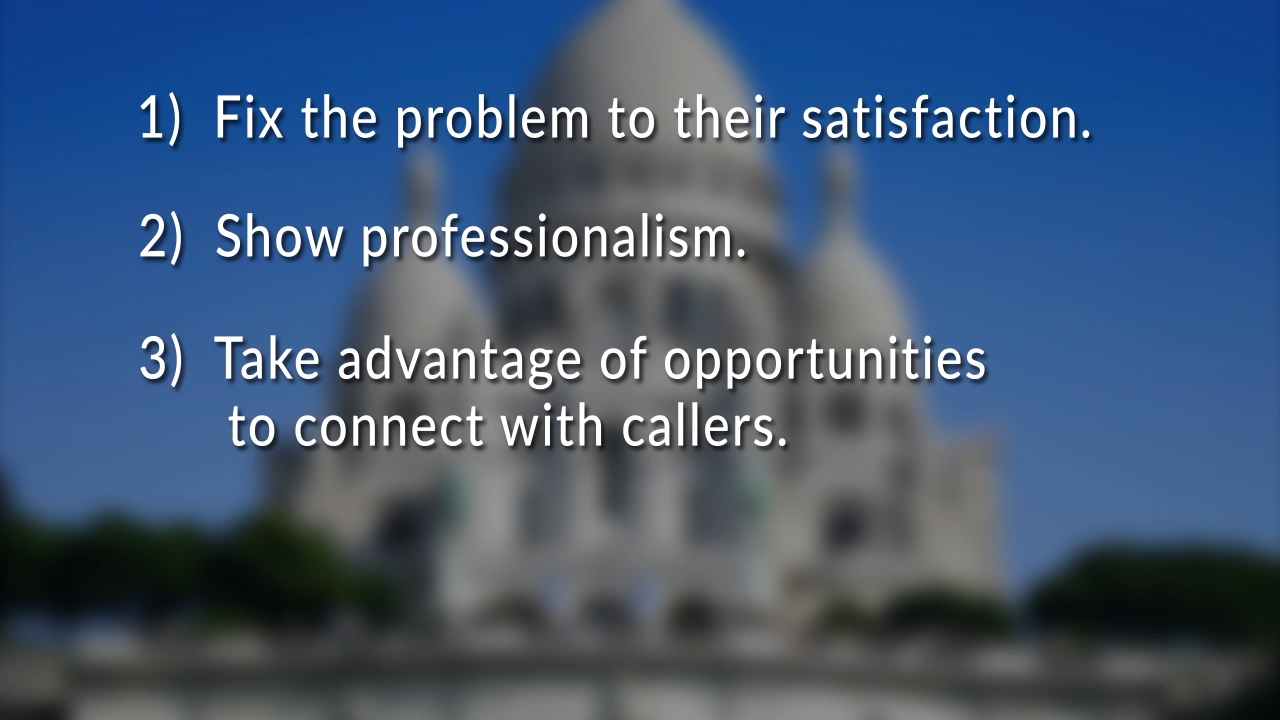 1) Fix the problem to their satisfaction.
2) Show professionalism.
3) Take advantage of opportunities
to connect with callers.